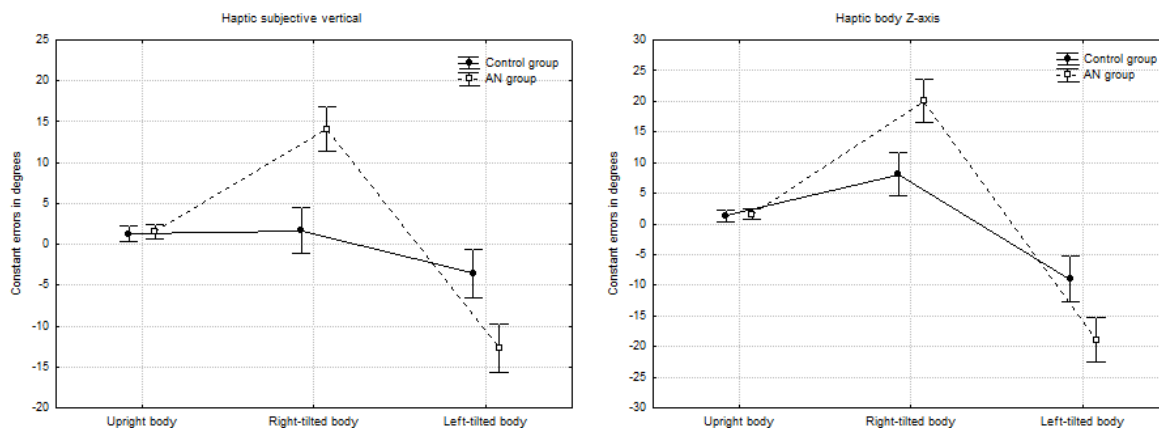 Haptic subjective vertical
Constant errors in degrees
25
20
15
10
5
0
-5
-10
-15
-20
Control group
AN group
Upright body
Right-tilted body
Left-tilted body
Haptic body Z-axis
Constant errors in degrees
30
25
20
15
10
5
0
-5
-10
-15
-20
-25
-30
Control group
AN group
Upright body
Right-tilted body
Left-tilted body